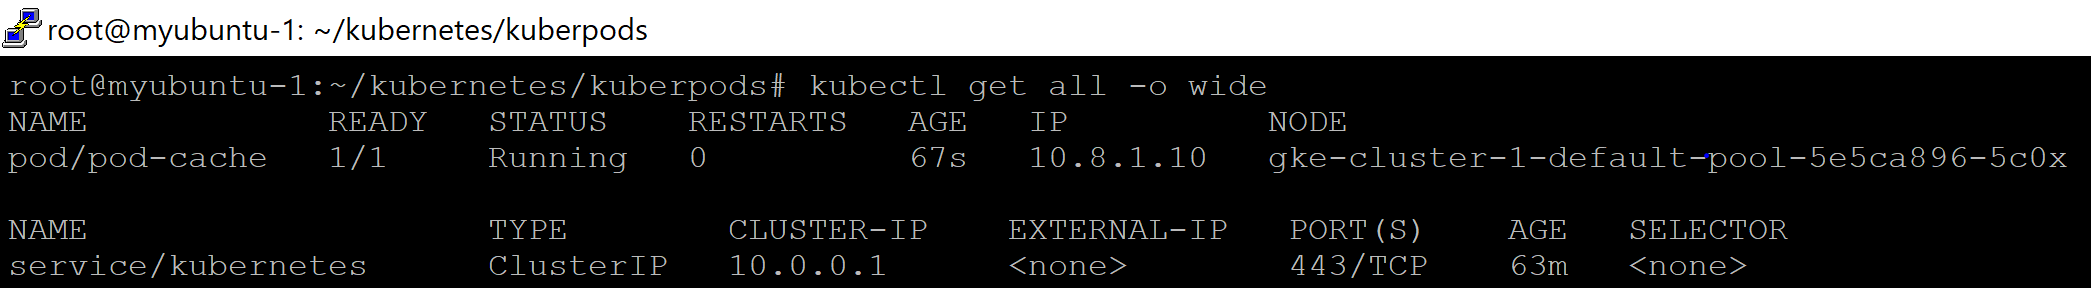 root@myubuntu-1: ~/kubernetes/kuberpods
root@myubuntu-1:~/kubernetes/kuberpods# kubectl get all -o wide
NAME READY STATUS RESTARTS AGE IP NODE
pod/pod-cache 1/1 Running 0 67s 10.8.1.10 gke-cluster-1-default-pool-5e5ca896-5c0x
NAME TYPE CLUSTER-IP EXTERNAL-IP PORT(S) AGE SELECTOR
service/kubernetes ClusterIP 10.0.0.1 <none> 443/TCP 63m <none>